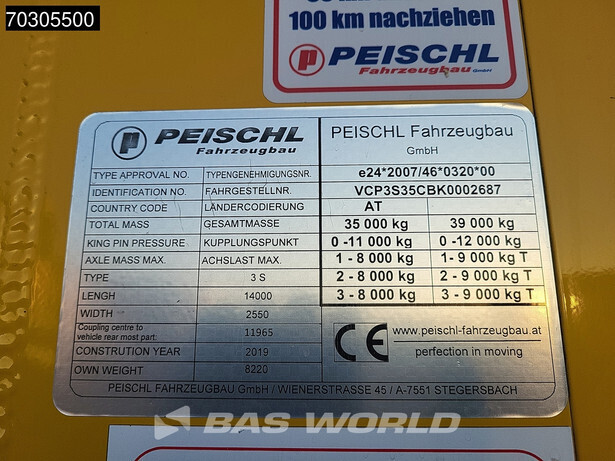 70305500
100 km nachziehen
PEISCHL
Fahrzeugbau GmbH
PEISCHL
Fahrzeugbau
PEISCHL Fahrzeugbau
GmbH
TYPE APPROVAL NO. TYPENGENEHMIGUNGSNR. e24*2007/46*0320*00
IDENTIFICATION NO. FAHRGESTELLNR. VCP3S35CBK0002687
COUNTRY CODE LÄNDERCODIERUNG AT
TOTAL MASS GESAMTMASSE 35 000 kg 39 000 kg
KING PIN PRESSURE KUPPLUNGSPUNKT 0 -11 000 kg 0 -12 000 kg
AXLE MASS MAX. ACHSLAST MAX. 1 - 8 000 kg 1- 9 000 kg T
TYPE 3 S 2 - 8 000 kg 2 - 9 000 kg T
LENGH 14000 3 - 8 000 kg 3 - 9 000 kg T
WIDTH 2550
Coupling centre to
vehicle rear most part: 11965
CONSTRUTION YEAR 2019
OWN WEIGHT 8220
CE www.peischl-fahrzeugbau.at
perfection in moving
PEISCHL FAHRZEUGBAU GmbH / WIENERSTRASSE 45 / A-7551 STEGERSBACH
BAS WORLD